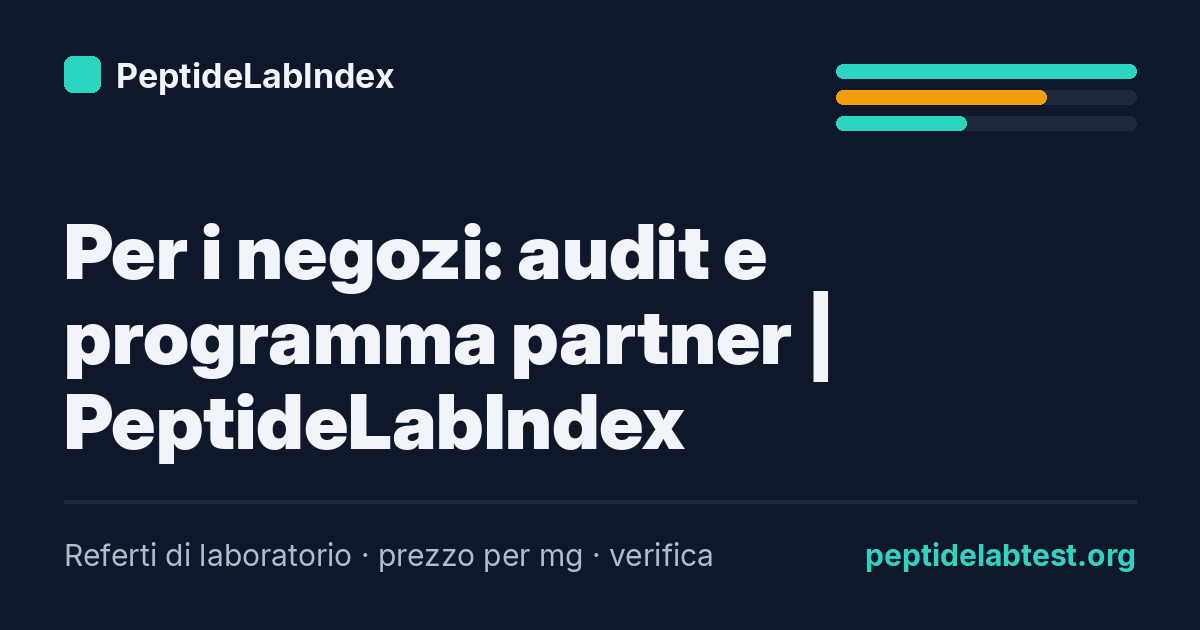 PeptideLabIndex
Per i negozi: audit e
programma partner |
PeptideLabIndex
Referti di laboratorio · prezzo per mg · verifica
peptidelabtest.org